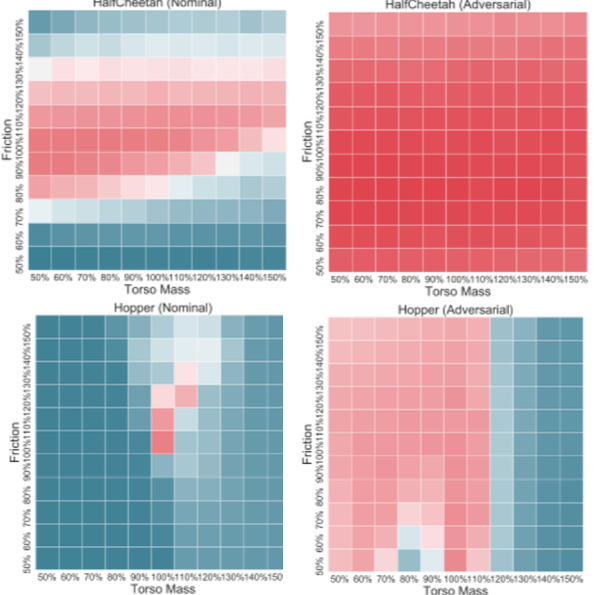 HalfCheetah (Nominal)
Friction
50% 60% 70% 80% 90%100%110%120%130%140%150%
50% 60% 70% 80% 90% 100%110%120%130%140%150%
Torso Mass
HalfCheetah (Adversarial)
Friction
50% 60% 70% 80% 90%100%110%120%130%140%150%
50% 60% 70% 80% 90% 100%110%120%130%140%150%
Torso Mass
Hopper (Nominal)
Friction
50% 60% 70% 80% 90%100%110%120%130%140%150%
50% 60% 70% 80% 90% 100%110%120%130%140%150
Torso Mass
Hopper (Adversarial)
Friction
50% 60% 70% 80% 90%100%110%120%130%140%150%
50% 60% 70% 80% 90% 100%110%120%130%140%150%
Torso Mass